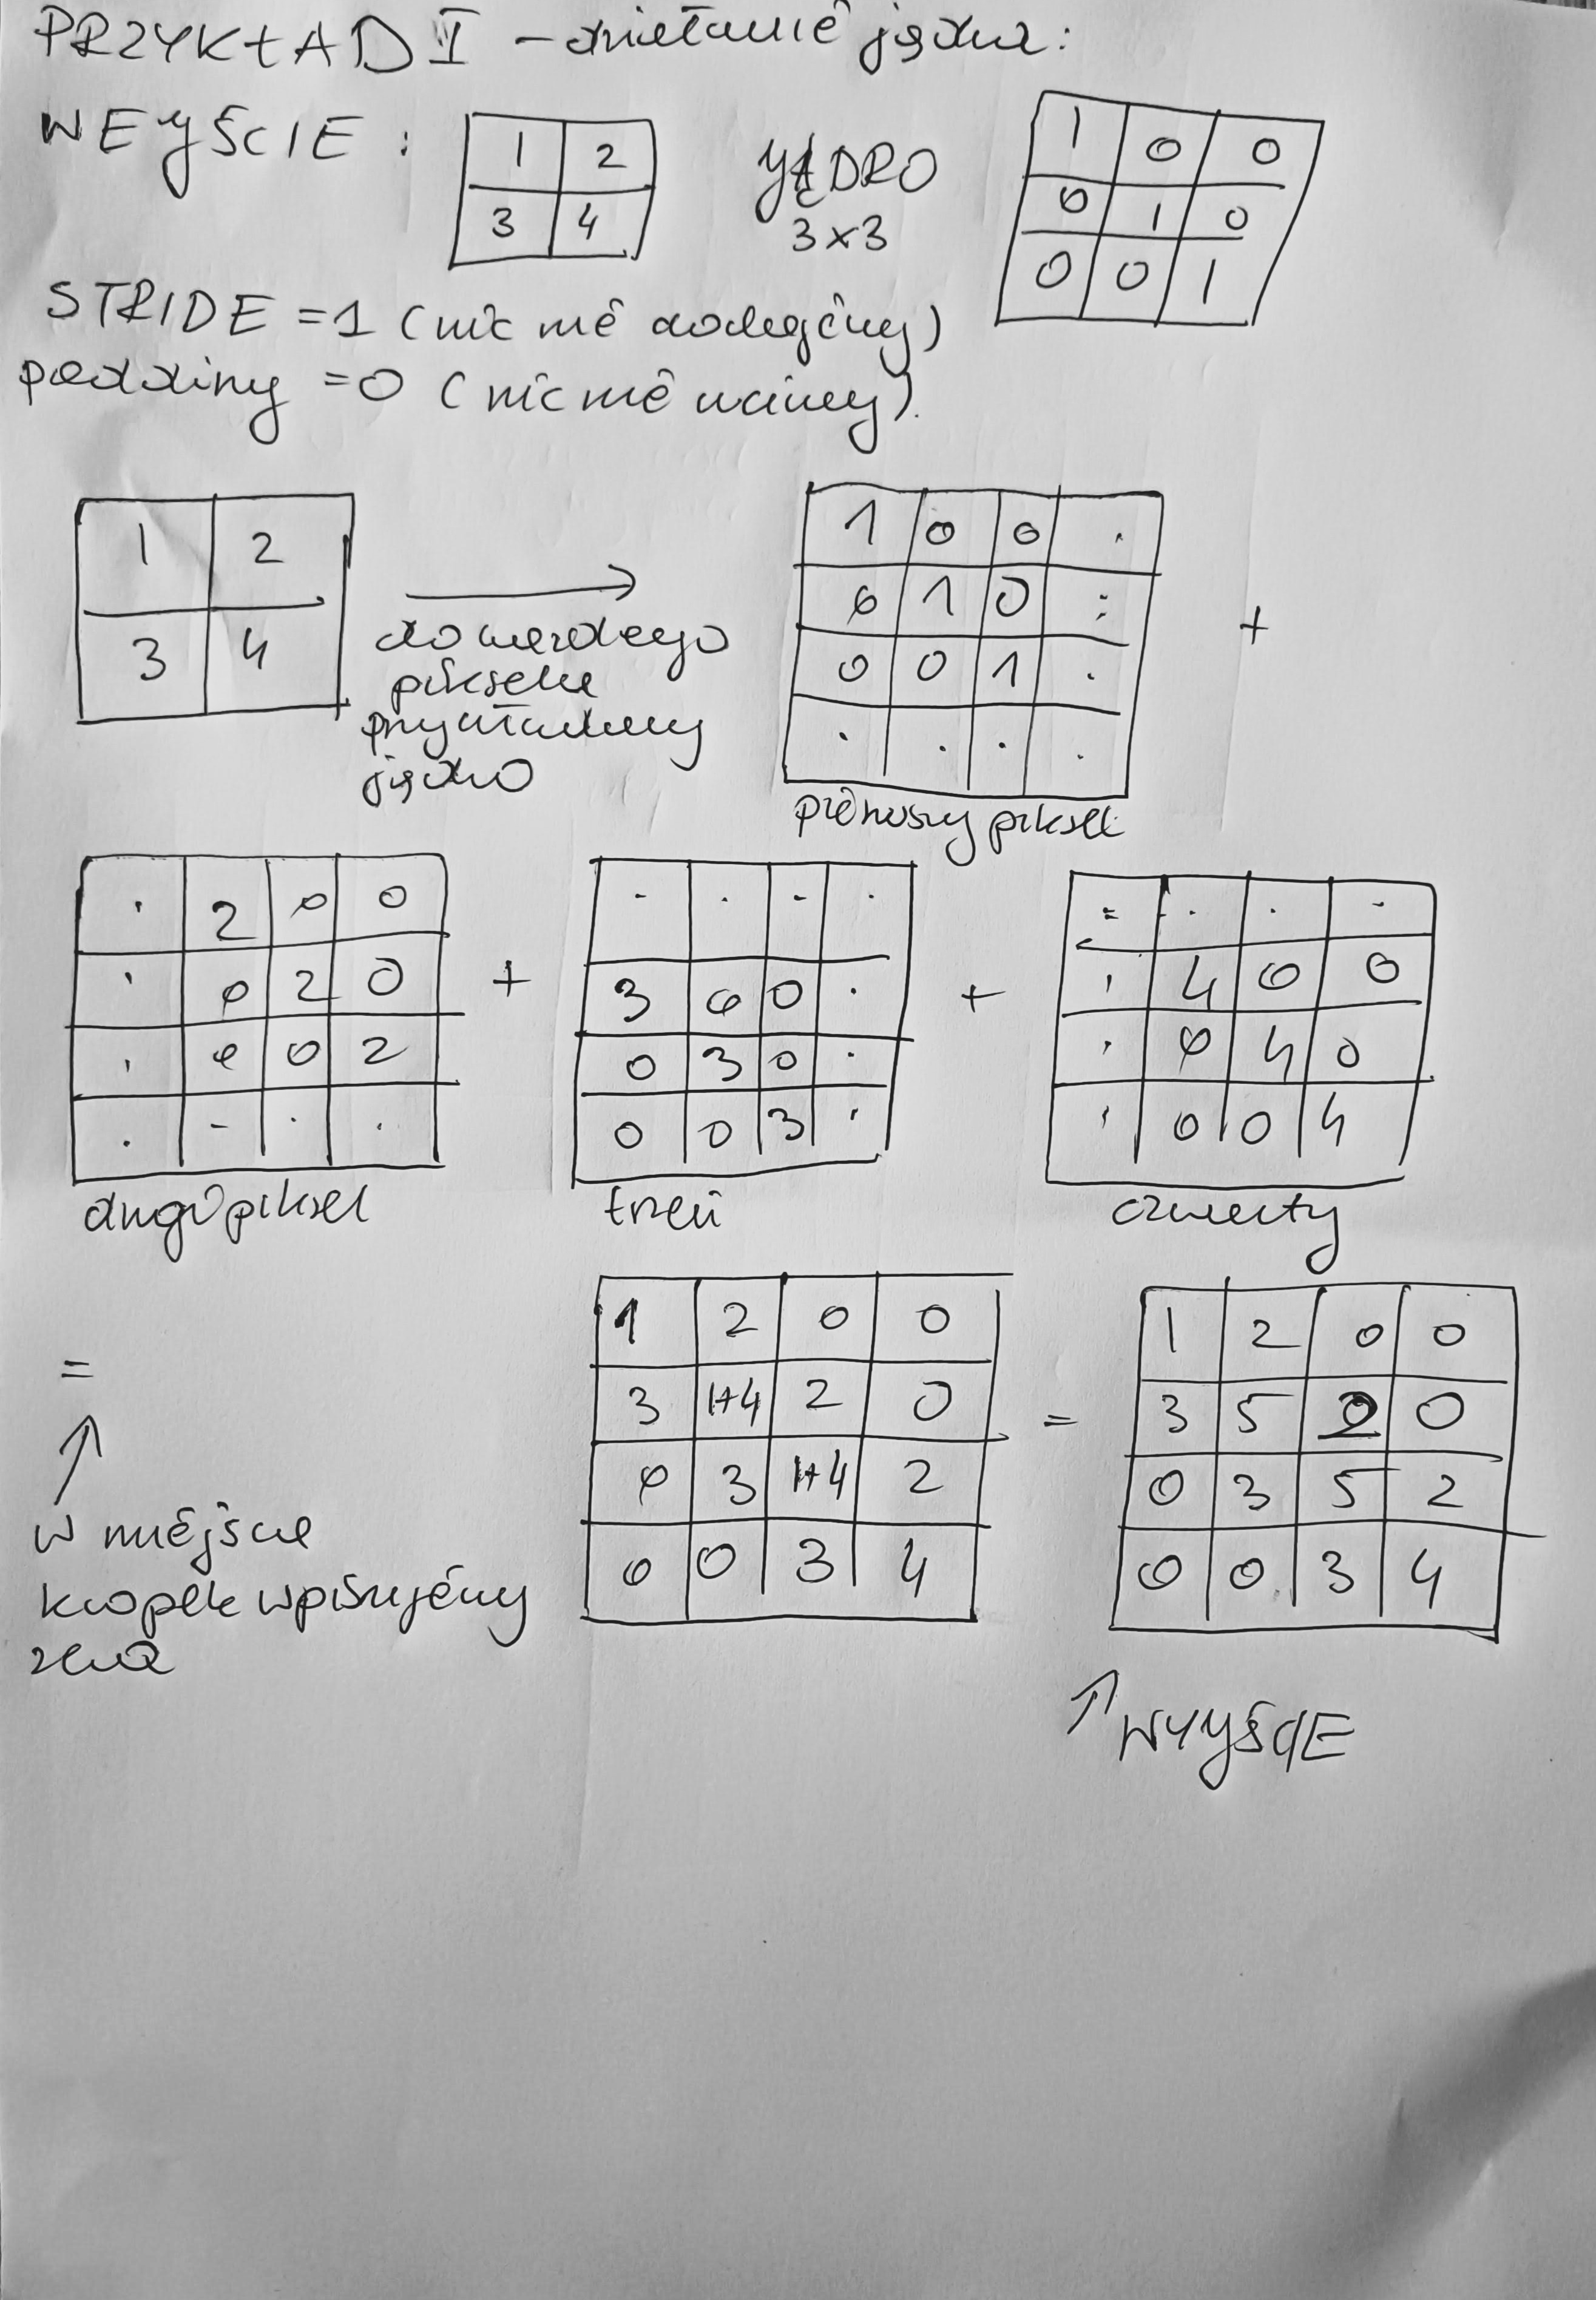 PRZYKŁAD I – działanie jądra:
WEJŚCIE :
1 2
3 4
JĄDRO
3x3
1 0 0
0 1 0
0 0 1
STRIDE = 1 (nic nie doklejamy)
padding = 0 (nic nie ucinamy).
1 2
3 4
do każdego
piksela
przykładamy
jądro
1 0 0 .
0 1 0 :
0 0 1 .
. . . .
+
pierwszy piksel
. 2 0 0
. 0 2 0
. 0 0 2
. - . .
drugi piksel
+
- . - .
3 0 0 .
0 3 0 .
0 0 3 .
trzeci
+
= . . -
. 4 0 0
. 0 4 0
. 0 0 4
czwarty
=
1 2 0 0
3 1+4 2 0
0 3 1+4 2
0 0 3 4
=
1 2 0 0
3 5 2 0
0 3 5 2
0 0 3 4
↑
w miejsce
kropek wpisujemy
zera
↑ WYJŚCIE